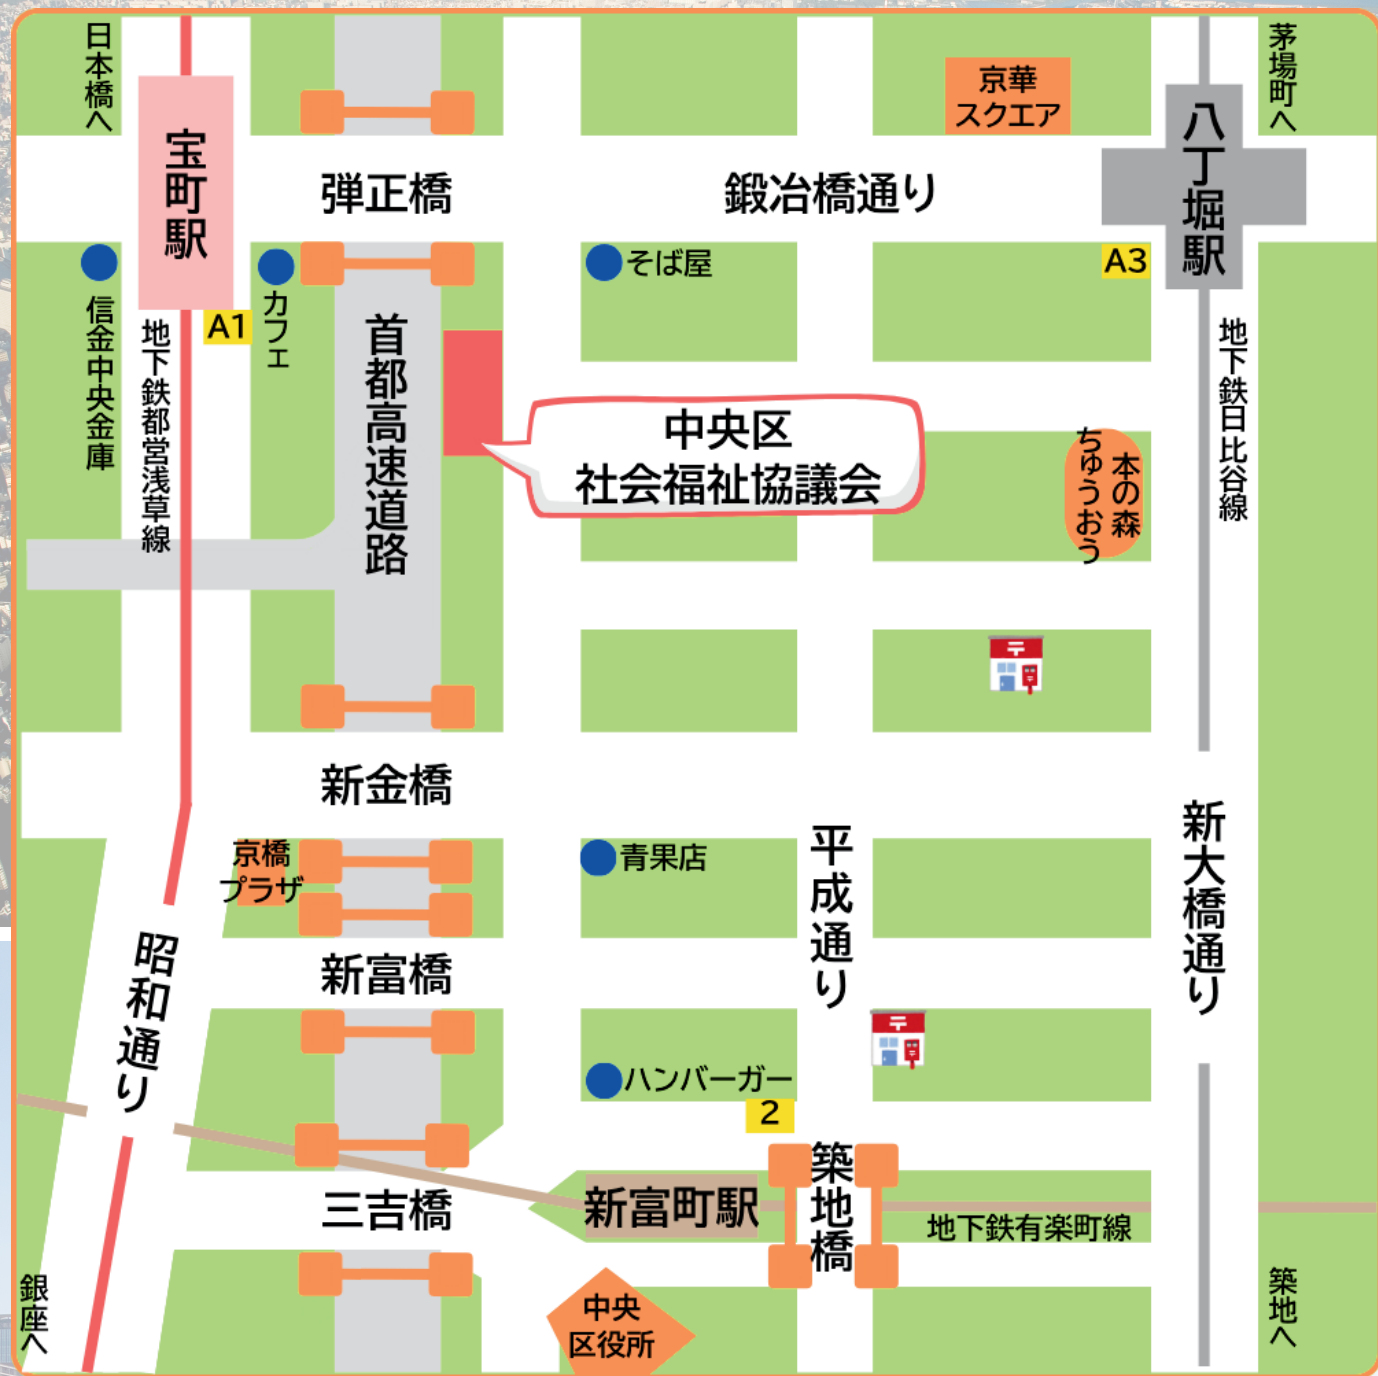 日本橋へ
宝町駅
弾正橋
鍛冶橋通り
京華
スクエア
八丁堀駅
茅場町へ
信金中央金庫
地下鉄都営浅草線
A1
カフェ
首都高速道路
そば屋
A3
地下鉄日比谷線
中央区
社会福祉協議会
本の森
ちゅうおう
〒
新金橋
京橋
プラザ
青果店
平成通り
新大橋通り
昭和通り
新富橋
〒
ハンバーガー
2
三吉橋
新富町駅
築地橋
地下鉄有楽町線
銀座へ
中央
区役所
築地へ